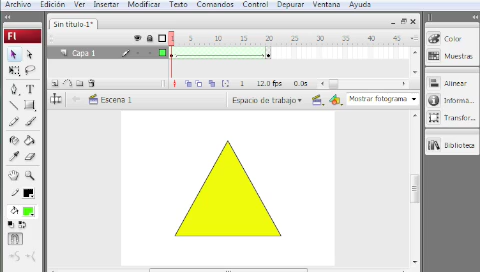 Archivo Edición Ver Insertar Modificar Texto Comandos Control Depurar Ventana Ayuda
Sin título-1*
1 5 10 15 20 25 30 35 40 45
Capa 1
1 12.0 fps 0.0s
Escena 1 Espacio de trabajo Mostrar fotograma
Fl
Color
Muestras
Alinear
Informa...
Transfor...
Biblioteca